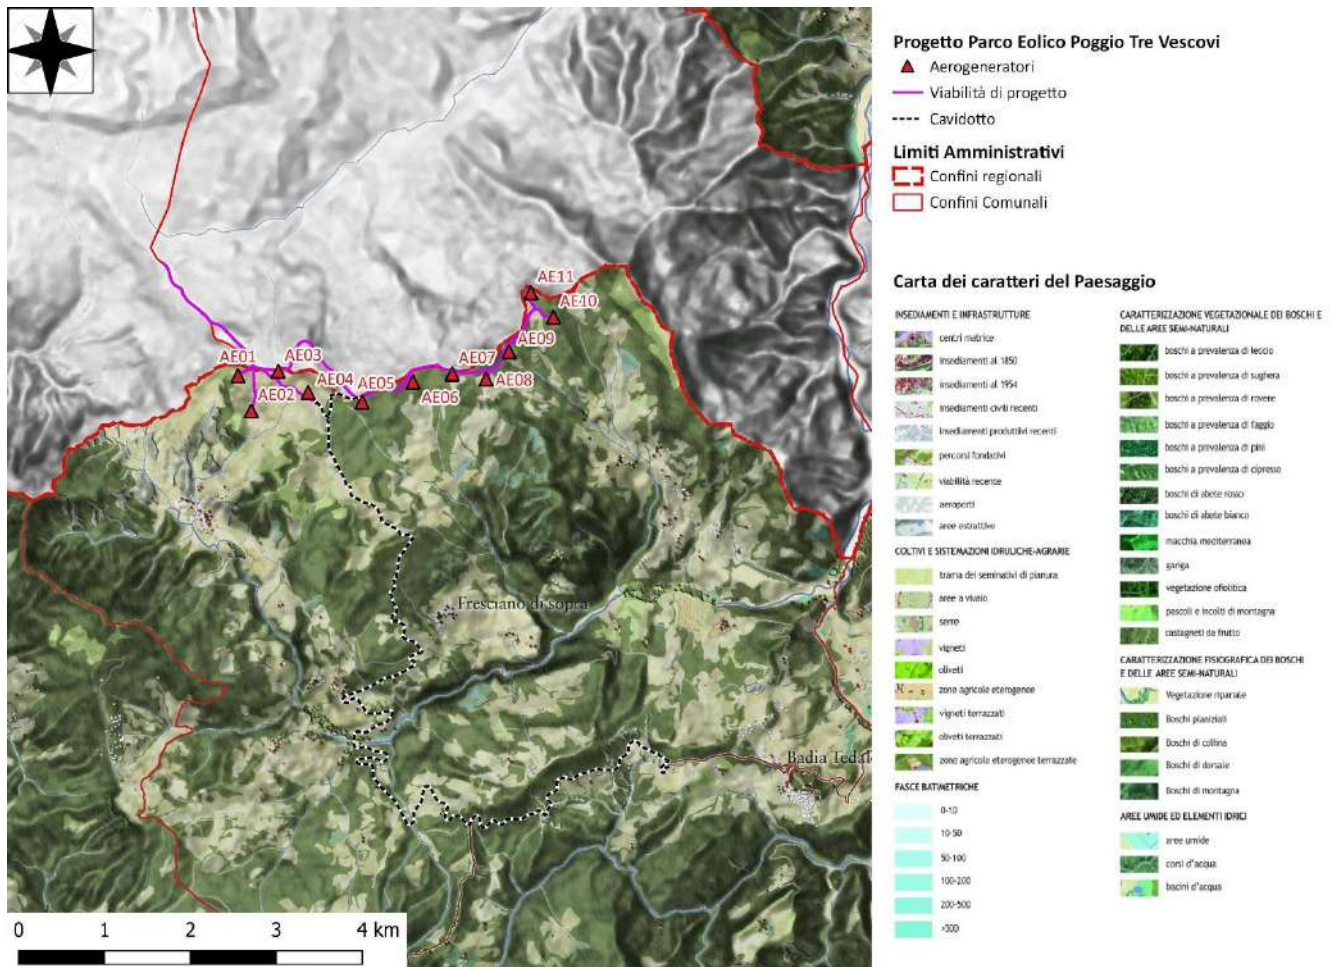 AE11
AE10
AE09
AE01
AE03
AE07
AE04
AE05
AE08
AE02
AE06
Fresciano di sopra
Badia Tedal
0 1 2 3 4 km
Progetto Parco Eolico Poggio Tre Vescovi
Aerogeneratori
Viabilità di progetto
Cavidotto
Limiti Amministrativi
Confini regionali
Confini Comunali
Carta dei caratteri del Paesaggio
INSEDIAMENTI E INFRASTRUTTURE
centri matrice
insediamenti al 1850
insediamenti al 1954
insediamenti civili recenti
insediamenti produttivi recenti
percorsi fondativi
viabilità recente
aeroporti
aree estrattive
COLTIVI E SISTEMAZIONI IDRULICHE-AGRARIE
trama dei seminativi di pianura
aree a vivaio
serre
vigneti
oliveti
zone agricole eterogenee
vigneti terrazzati
oliveti terrazzati
zone agricole eterogenee terrazzate
FASCE BATIMETRICHE
0-10
10-50
50-100
100-200
200-500
>500
CARATTERIZZAZIONE VEGETAZIONALE DEI BOSCHI E
DELLE AREE SEMI-NATURALI
boschi a prevalenza di leccio
boschi a prevalenza di sughera
boschi a prevalenza di rovere
boschi a prevalenza di faggio
boschi a prevalenza di pini
boschi a prevalenza di cipresso
boschi di abete rosso
boschi di abete bianco
macchia mediterranea
gariga
vegetazione ofiolitica
pascoli e incolti di montagna
castagneti da frutto
CARATTERIZZAZIONE FISIOGRAFICA DEI BOSCHI
E DELLE AREE SEMI-NATURALI
Vegetazione ripariale
Boschi planiziali
Boschi di collina
Boschi di dorsale
Boschi di montagna
AREE UMIDE ED ELEMENTI IDRICI
aree umide
corsi d'acqua
bacini d'acqua